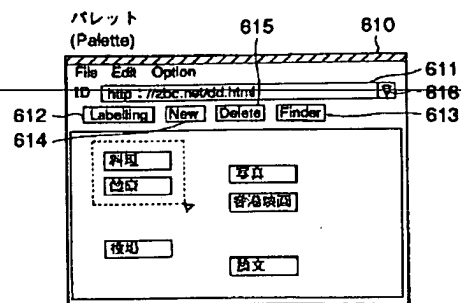 パレット
(Palette)
615
610
File Edit Option
611
ID http://zbc.net/dd.html
616
612 Labelling New Delete Finder 613
614
料理
写真
香港映画
論文